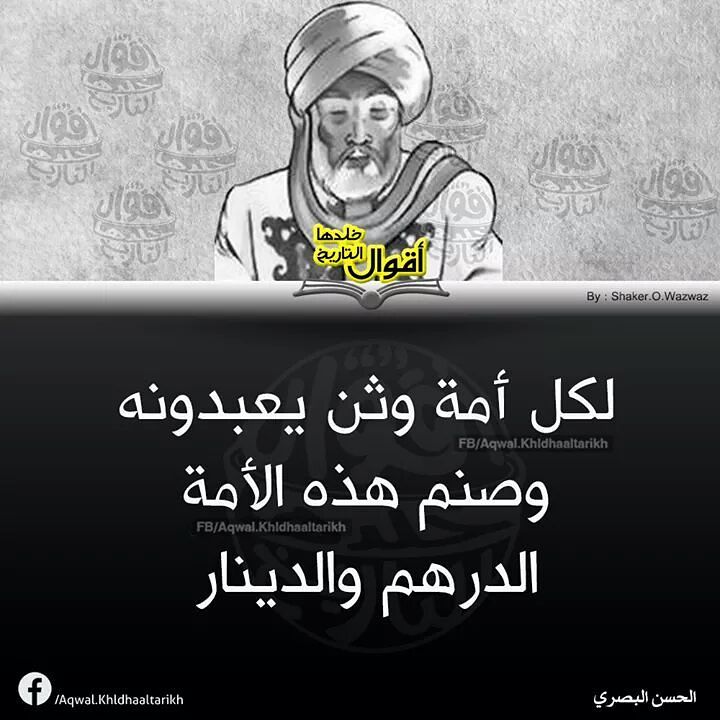 أقوال
خلدها
التاريخ
By : Shaker.O.Wazwaz
لكل أمة وثن يعبدونه
FB/Aqwal.Khldhaaltarikh
وصنم هذه الأمة
FB/Aqwal.Khldhaaltarikh
الدرهم والدينار
/Aqwal.Khldhaaltarikh
الحسن البصري